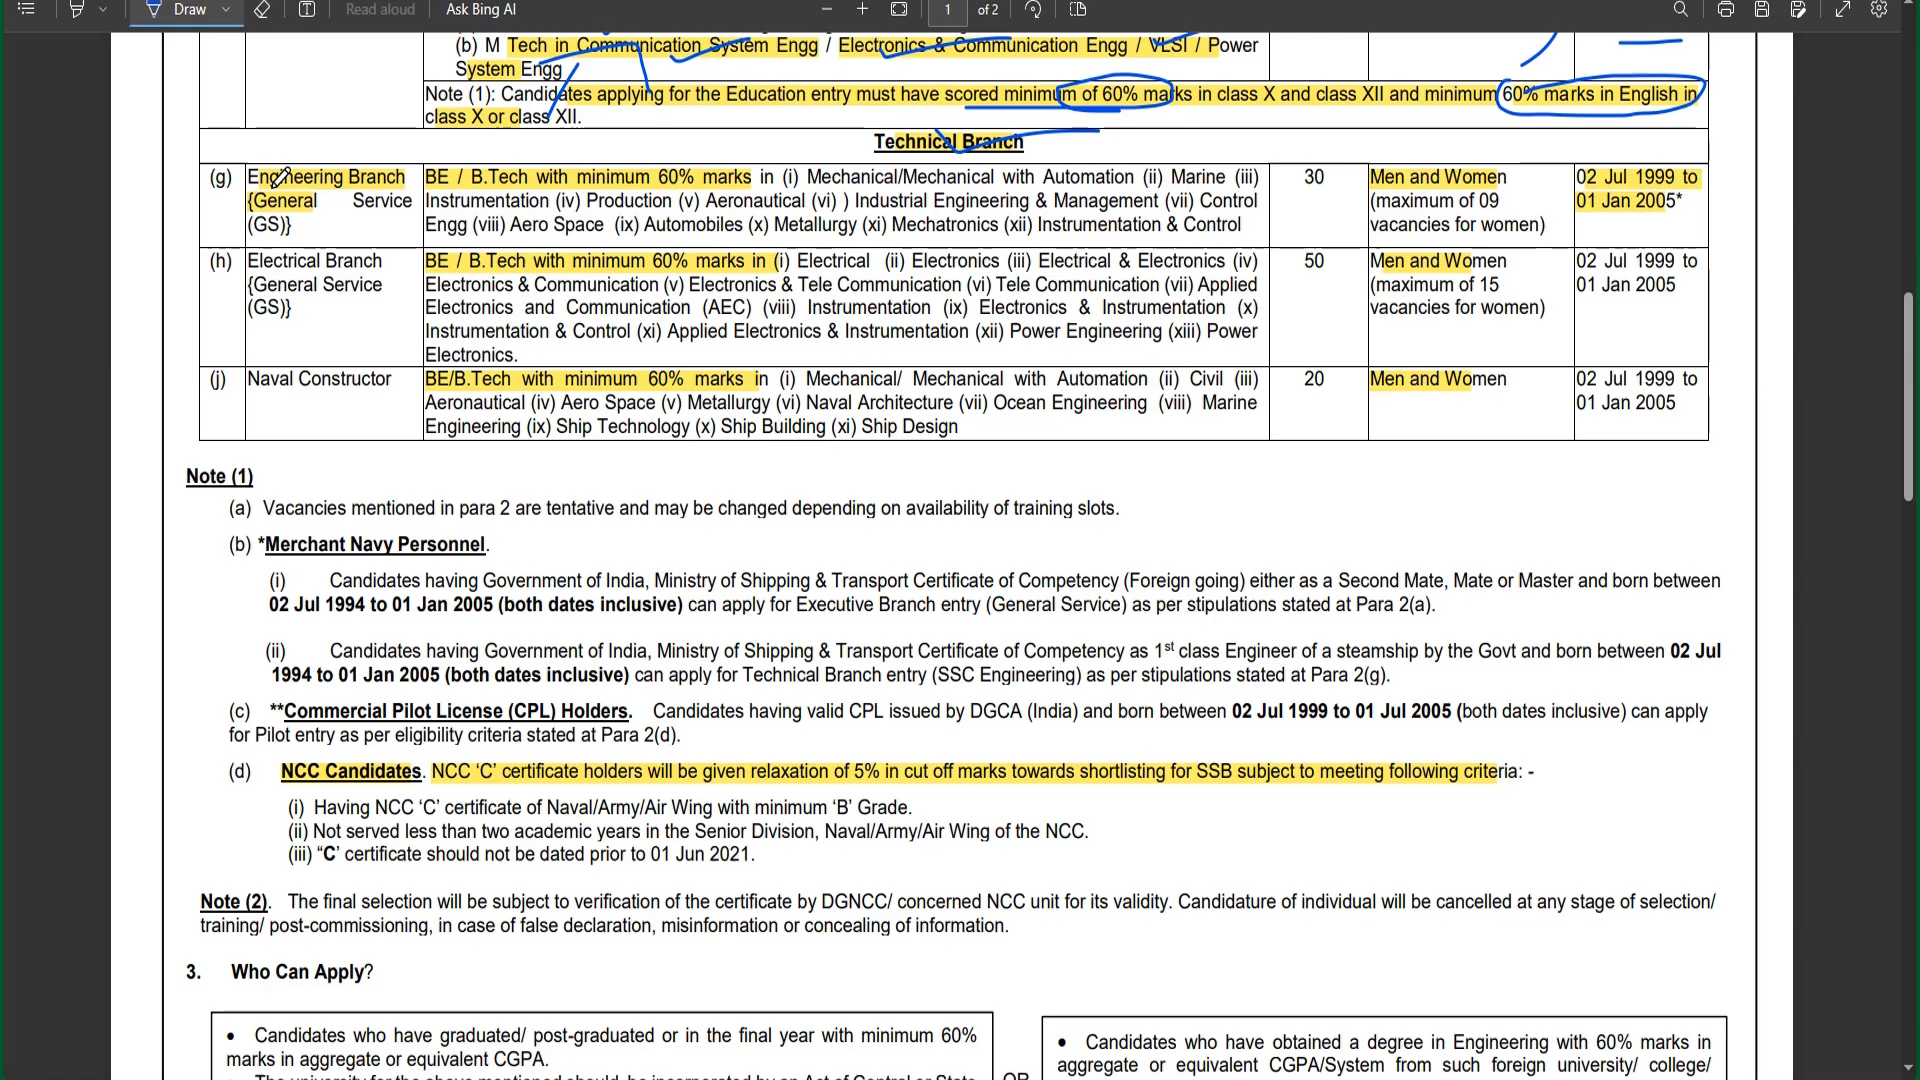 Draw
Read aloud
Ask Bing AI
1 of 2
(b) M Tech in Communication System Engg / Electronics & Communication Engg / VLSI / Power
System Engg
Note (1): Candidates applying for the Education entry must have scored minimum of 60% marks in class X and class XII and minimum 60% marks in English in
class X or class XII.
Technical Branch
(g) Engineering Branch {General Service (GS)}
BE / B.Tech with minimum 60% marks in (i) Mechanical/Mechanical with Automation (ii) Marine (iii)
Instrumentation (iv) Production (v) Aeronautical (vi) ) Industrial Engineering & Management (vii) Control
Engg (viii) Aero Space (ix) Automobiles (x) Metallurgy (xi) Mechatronics (xii) Instrumentation & Control
30
Men and Women
(maximum of 09
vacancies for women)
02 Jul 1999 to
01 Jan 2005*
(h) Electrical Branch
{General Service
(GS)}
BE / B.Tech with minimum 60% marks in (i) Electrical (ii) Electronics (iii) Electrical & Electronics (iv)
Electronics & Communication (v) Electronics & Tele Communication (vi) Tele Communication (vii) Applied
Electronics and Communication (AEC) (viii) Instrumentation (ix) Electronics & Instrumentation (x)
Instrumentation & Control (xi) Applied Electronics & Instrumentation (xii) Power Engineering (xiii) Power
Electronics.
50
Men and Women
(maximum of 15
vacancies for women)
02 Jul 1999 to
01 Jan 2005
(j) Naval Constructor
BE/B.Tech with minimum 60% marks in (i) Mechanical/ Mechanical with Automation (ii) Civil (iii)
Aeronautical (iv) Aero Space (v) Metallurgy (vi) Naval Architecture (vii) Ocean Engineering (viii) Marine
Engineering (ix) Ship Technology (x) Ship Building (xi) Ship Design
20
Men and Women
02 Jul 1999 to
01 Jan 2005
Note (1)
(a) Vacancies mentioned in para 2 are tentative and may be changed depending on availability of training slots.
(b) *Merchant Navy Personnel.
(i) Candidates having Government of India, Ministry of Shipping & Transport Certificate of Competency (Foreign going) either as a Second Mate, Mate or Master and born between
02 Jul 1994 to 01 Jan 2005 (both dates inclusive) can apply for Executive Branch entry (General Service) as per stipulations stated at Para 2(a).
(ii) Candidates having Government of India, Ministry of Shipping & Transport Certificate of Competency as 1st class Engineer of a steamship by the Govt and born between 02 Jul
1994 to 01 Jan 2005 (both dates inclusive) can apply for Technical Branch entry (SSC Engineering) as per stipulations stated at Para 2(g).
(c) **Commercial Pilot License (CPL) Holders. Candidates having valid CPL issued by DGCA (India) and born between 02 Jul 1999 to 01 Jul 2005 (both dates inclusive) can apply
for Pilot entry as per eligibility criteria stated at Para 2(d).
(d) NCC Candidates. NCC ‘C’ certificate holders will be given relaxation of 5% in cut off marks towards shortlisting for SSB subject to meeting following criteria: -
(i) Having NCC ‘C’ certificate of Naval/Army/Air Wing with minimum ‘B’ Grade.
(ii) Not served less than two academic years in the Senior Division, Naval/Army/Air Wing of the NCC.
(iii) “C’ certificate should not be dated prior to 01 Jun 2021.
Note (2). The final selection will be subject to verification of the certificate by DGNCC/ concerned NCC unit for its validity. Candidature of individual will be cancelled at any stage of selection/
training/ post-commissioning, in case of false declaration, misinformation or concealing of information.
3. Who Can Apply?
• Candidates who have graduated/ post-graduated or in the final year with minimum 60%
marks in aggregate or equivalent CGPA.
OR
• Candidates who have obtained a degree in Engineering with 60% marks in
aggregate or equivalent CGPA/System from such foreign university/ college/